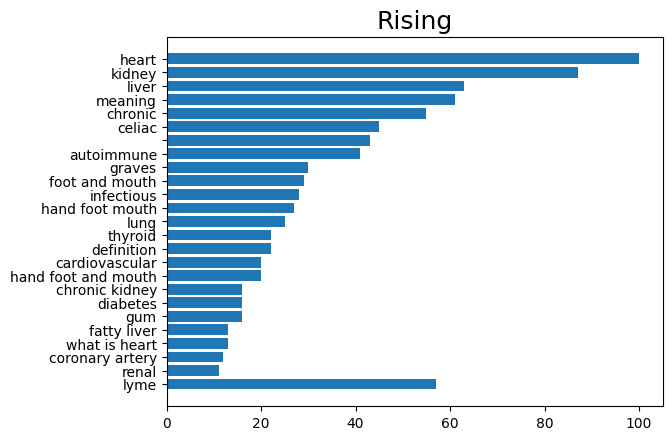 Rising
heart
kidney
liver
meaning
chronic
celiac
autoimmune
graves
foot and mouth
infectious
hand foot mouth
lung
thyroid
definition
cardiovascular
hand foot and mouth
chronic kidney
diabetes
gum
fatty liver
what is heart
coronary artery
renal
lyme
0 20 40 60 80 100